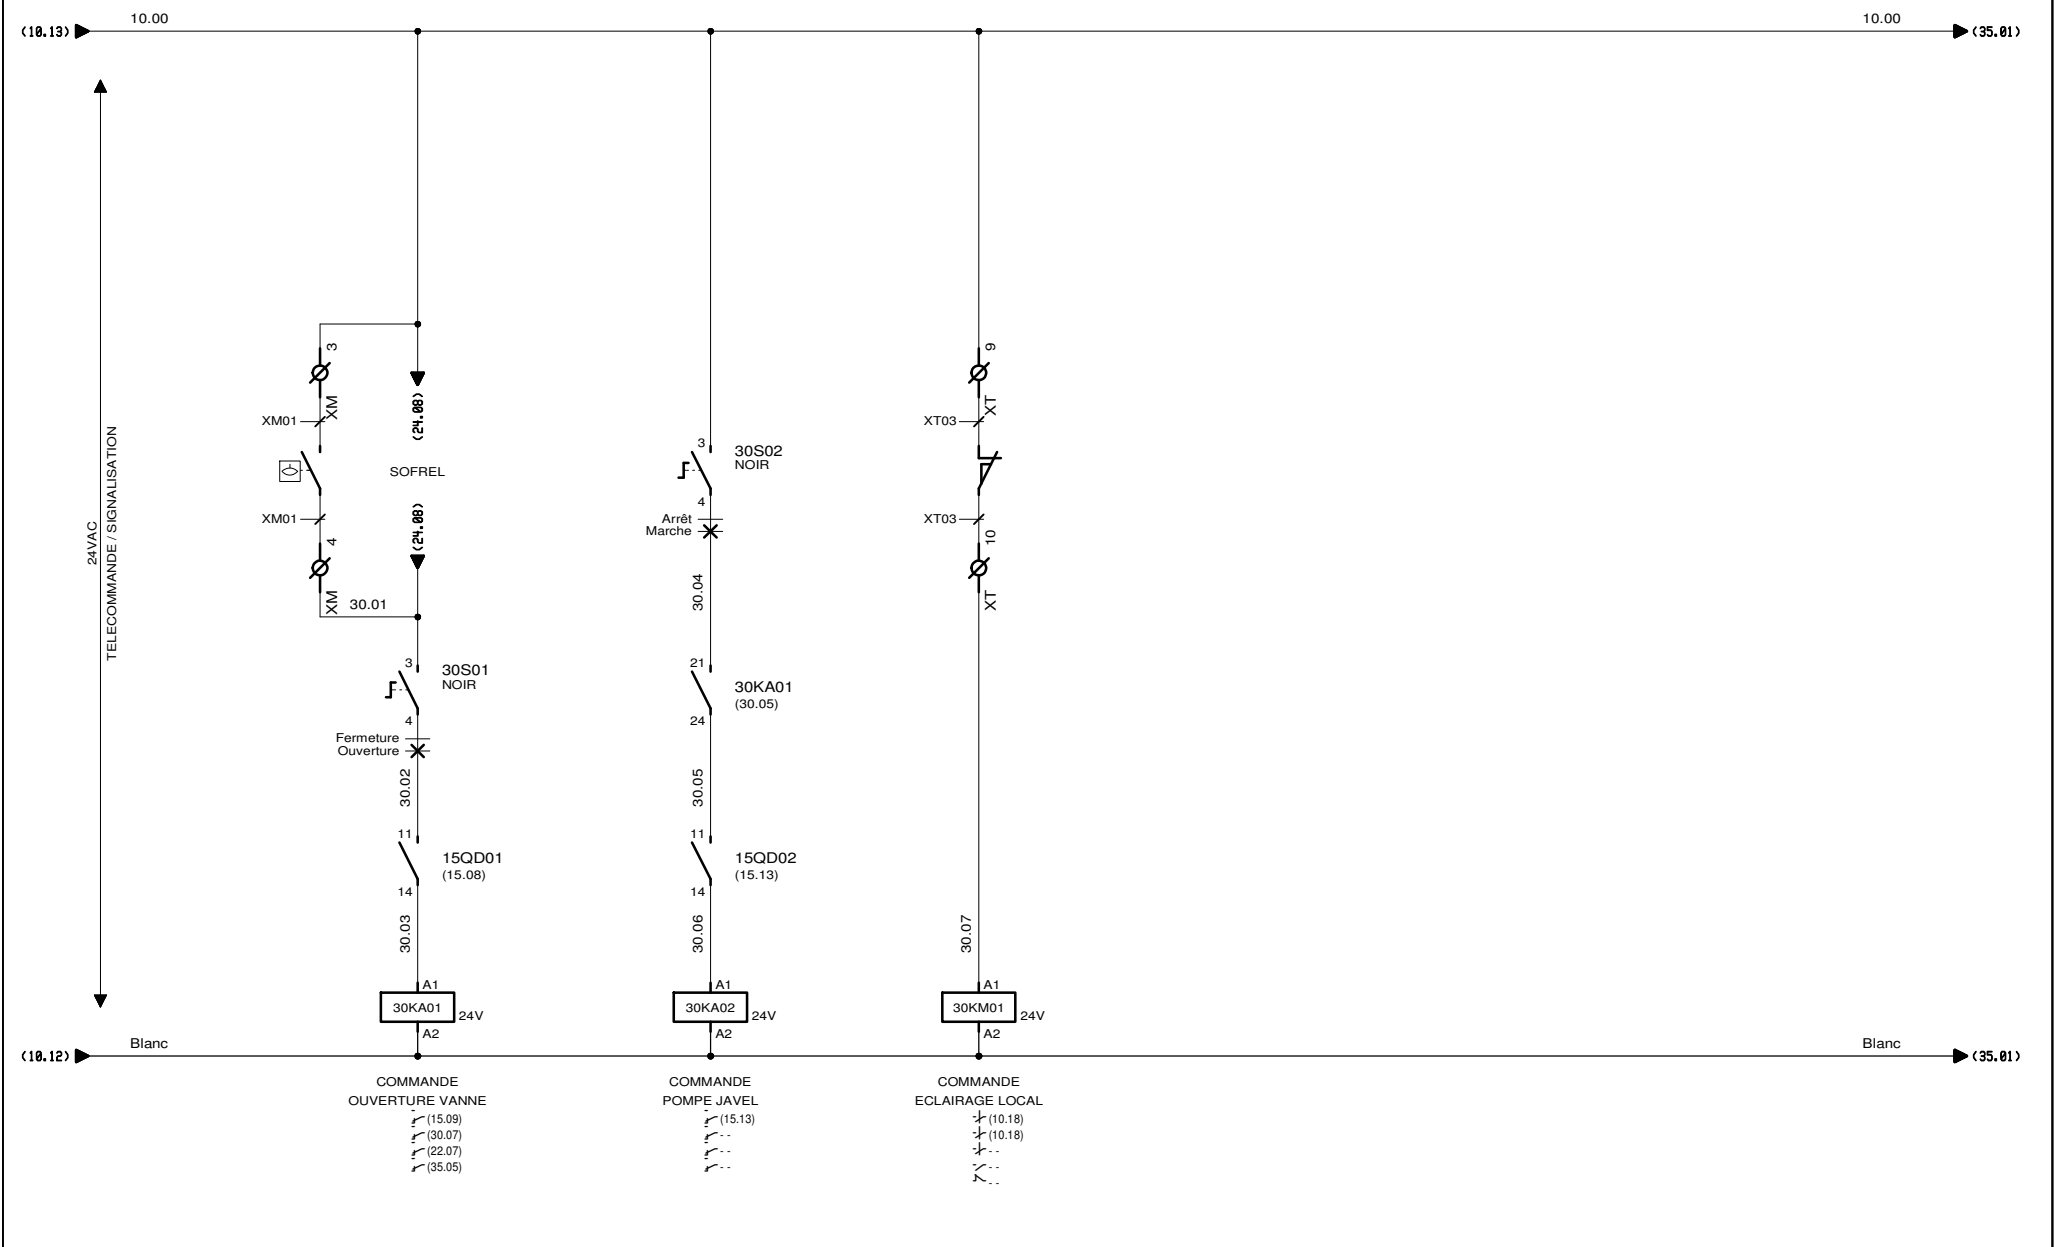 10.00
10.00
(10.13)
(35.01)
24VAC
TELECOMMANDE / SIGNALISATION
3
XM
XM01
XM01
4
XM
30.01
(24.08)
SOFREL
(24.08)
3
30S01
NOIR
4
Fermeture
Ouverture
30.02
11
15QD01
(15.08)
14
30.03
A1
30KA01
24V
A2
3
30S02
NOIR
4
Arrêt
Marche
30.04
21
30KA01
(30.05)
24
30.05
11
15QD02
(15.13)
14
30.06
A1
30KA02
24V
A2
9
XT
XT03
XT03
10
XT
30.07
A1
30KM01
24V
A2
Blanc
Blanc
(10.12)
(35.01)
COMMANDE
OUVERTURE VANNE
(15.09)
(30.07)
(22.07)
(35.05)
COMMANDE
POMPE JAVEL
(15.13)
- -
- -
- -
COMMANDE
ECLAIRAGE LOCAL
(10.18)
(10.18)
- -
- -
- -